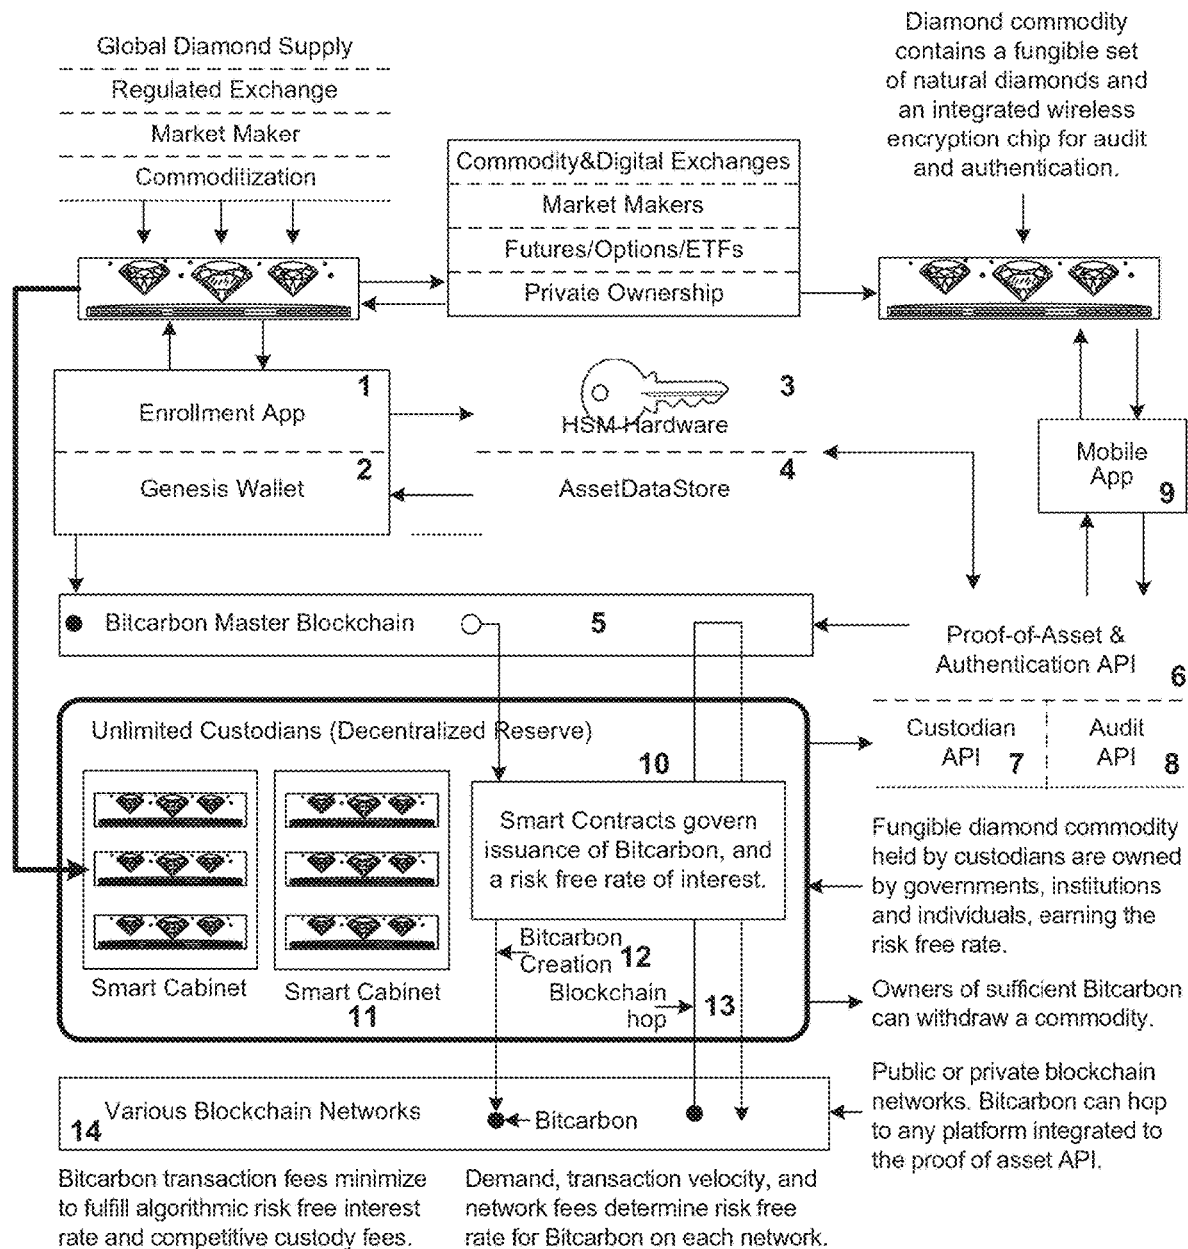 Global Diamond Supply
Regulated Exchange
Market Maker
Commoditization
Commodity&Digital Exchanges
Market Makers
Futures/Options/ETFs
Private Ownership
Diamond commodity
contains a fungible set
of natural diamonds and
an integrated wireless
encryption chip for audit
and authentication.
1
Enrollment App
2
Genesis Wallet
3
HSM Hardware
4
AssetDataStore
Mobile
App
9
Bitcarbon Master Blockchain
5
Proof-of-Asset &
Authentication API
6
Custodian
API
7
Audit
API
8
Unlimited Custodians (Decentralized Reserve)
10
Smart Contracts govern
issuance of Bitcarbon, and
a risk free rate of interest.
Smart Cabinet
Smart Cabinet
11
Bitcarbon
Creation
12
Blockchain
hop
13
Fungible diamond commodity
held by custodians are owned
by governments, institutions
and individuals, earning the
risk free rate.
Owners of sufficient Bitcarbon
can withdraw a commodity.
Various Blockchain Networks
14
Bitcarbon
Public or private blockchain
networks. Bitcarbon can hop
to any platform integrated to
the proof of asset API.
Bitcarbon transaction fees minimize
to fulfill algorithmic risk free interest
rate and competitive custody fees.
Demand, transaction velocity, and
network fees determine risk free
rate for Bitcarbon on each network.